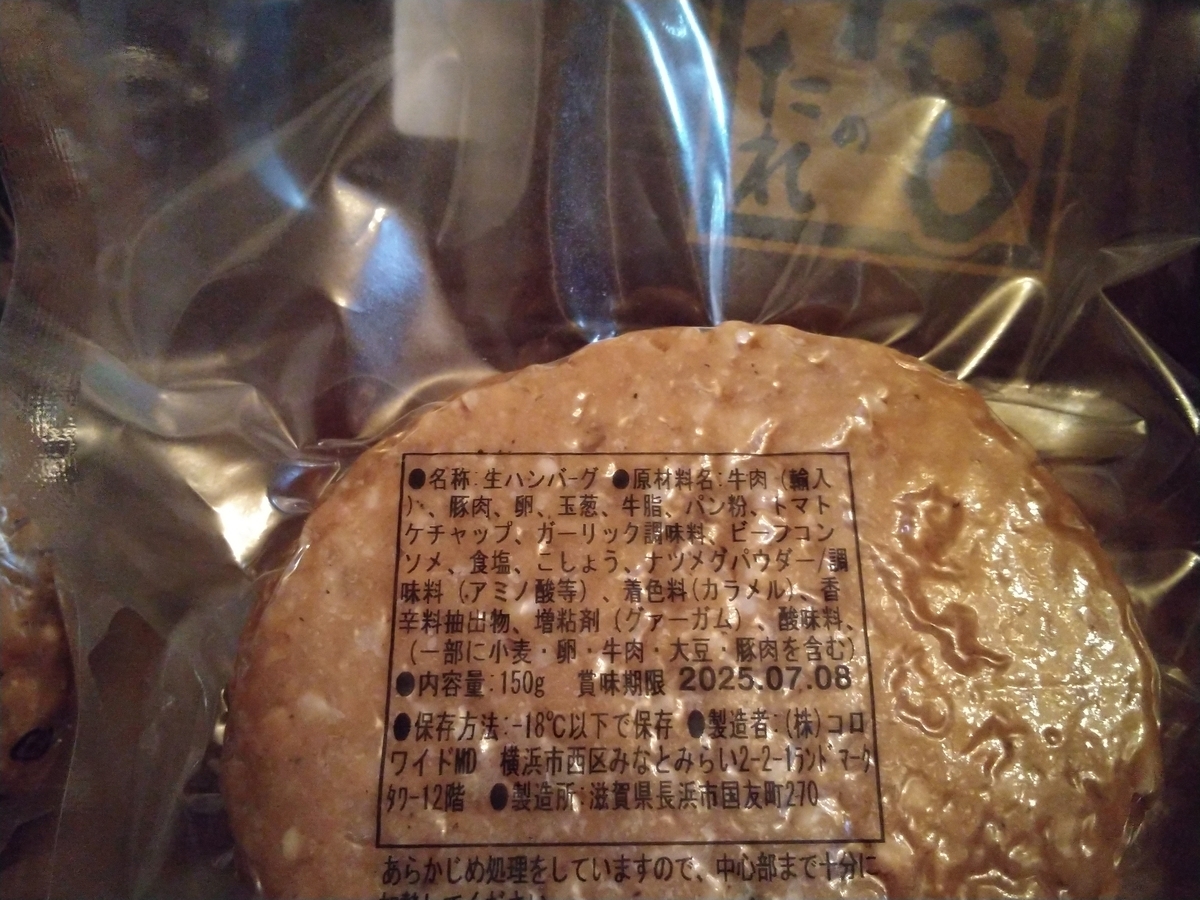 のたれ
●名称:生ハンバーグ ●原材料名:牛肉(輸入
)、豚肉、卵、玉葱、牛脂、パン粉、トマト
ケチャップ、ガーリック調味料、ビーフコン
ソメ、食塩、こしょう、ナツメグパウダー/調
味料(アミノ酸等)、着色料(カラメル)、香
辛料抽出物、増粘剤(グァーガム)、酸味料、
(一部に小麦・卵・牛肉・大豆・豚肉を含む)
●内容量:150g 賞味期限 2025.07.08
●保存方法:-18℃以下で保存 ●製造者:(株)コロ
ワイドMD 横浜市西区みなとみらい2-2-1ランドマーク
タワー12階 ●製造所:滋賀県長浜市国友町270
あらかじめ処理をしていますので、中心部まで十分に